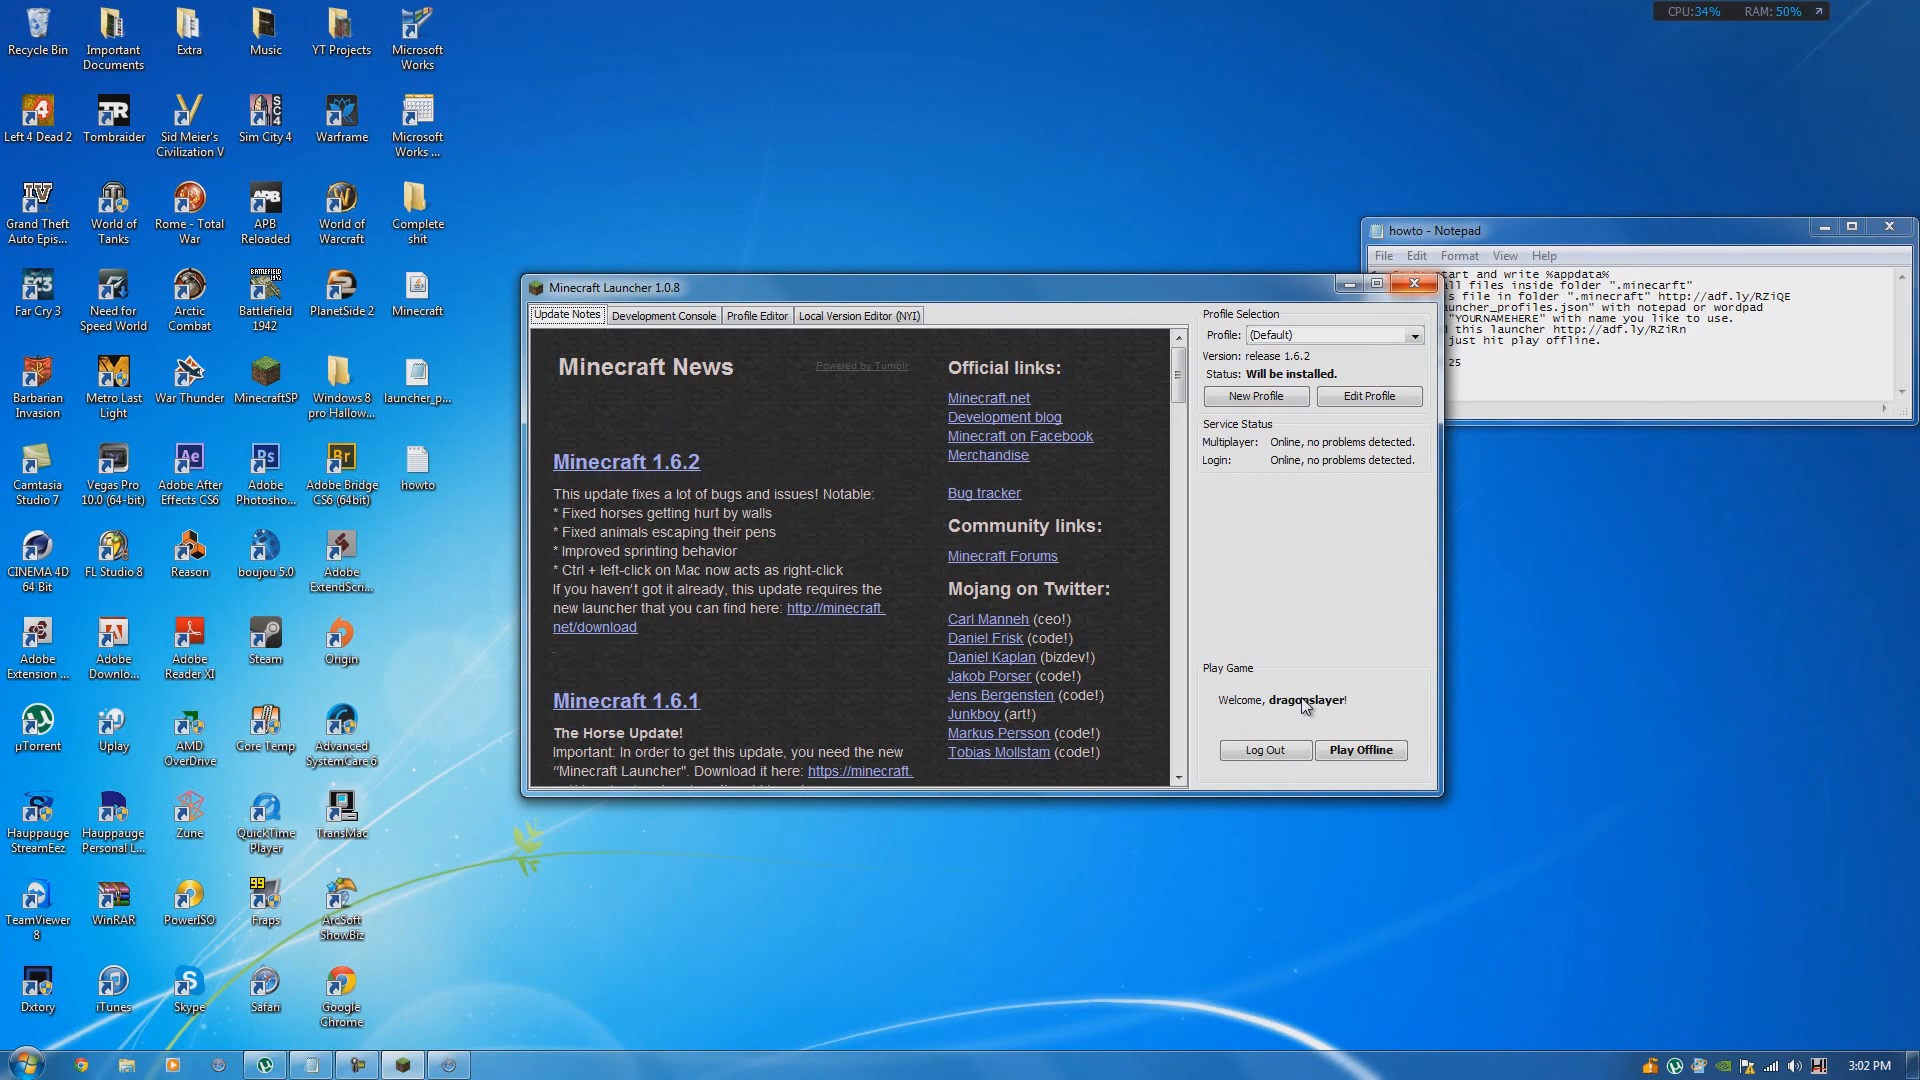 Recycle Bin
Important Documents
Extra
Music
YT Projects
Microsoft Works
Left 4 Dead 2
Tombraider
Sid Meier's Civilization V
Sim City 4
Warframe
Microsoft Works ...
Grand Theft Auto Epis...
World of Tanks
Rome - Total War
APB Reloaded
World of Warcraft
Complete shit
Far Cry 3
Need for Speed World
Arctic Combat
Battlefield 1942
PlanetSide 2
Minecraft
Barbarian Invasion
Metro Last Light
War Thunder
MinecraftSP
Windows 8 pro Hallow...
launcher_p...
Camtasia Studio 7
Vegas Pro 10.0 (64-bit)
Adobe After Effects CS6
Adobe Photosho...
Adobe Bridge CS6 (64bit)
howto
CINEMA 4D 64 Bit
FL Studio 8
Reason
boujou 5.0
Adobe ExtendScri...
Adobe Extension ...
Adobe Downlo...
Adobe Reader XI
Steam
Origin
µTorrent
Uplay
AMD OverDrive
Core Temp
Advanced SystemCare 6
Hauppauge StreamEez
Hauppauge Personal L...
Zune
QuickTime Player
TransMac
TeamViewer 8
WinRAR
PowerISO
Fraps
ArcSoft ShowBiz
Dxtory
iTunes
Skype
Safari
Google Chrome
CPU:34% RAM: 50%
howto - Notepad
File Edit Format View Help
tart and write %appdata%
all files inside folder ".minecarft"
s file in folder ".minecraft" http://adf.ly/RZiQE
uncher_profiles.json" with notepad or wordpad
"YOURNAMEHERE" with name you like to use.
d this launcher http://adf.ly/RZiRn
just hit play offline.
25
Minecraft Launcher 1.0.8
Update Notes
Development Console
Profile Editor
Local Version Editor (NYI)
Minecraft News
Powered by Tumblr
Minecraft 1.6.2
This update fixes a lot of bugs and issues! Notable:
* Fixed horses getting hurt by walls
* Fixed animals escaping their pens
* Improved sprinting behavior
* Ctrl + left-click on Mac now acts as right-click
If you haven't got it already, this update requires the
new launcher that you can find here: http://minecraft.
net/download
Minecraft 1.6.1
The Horse Update!
Important: In order to get this update, you need the new
“Minecraft Launcher”. Download it here: https://minecraft.
Official links:
Minecraft.net
Development blog
Minecraft on Facebook
Merchandise
Bug tracker
Community links:
Minecraft Forums
Mojang on Twitter:
Carl Manneh (ceo!)
Daniel Frisk (code!)
Daniel Kaplan (bizdev!)
Jakob Porser (code!)
Jens Bergensten (code!)
Junkboy (art!)
Markus Persson (code!)
Tobias Mollstam (code!)
Profile Selection
Profile: (Default)
Version: release 1.6.2
Status: Will be installed.
New Profile
Edit Profile
Service Status
Multiplayer: Online, no problems detected.
Login: Online, no problems detected.
Play Game
Welcome, dragonslayer!
Log Out
Play Offline
3:02 PM